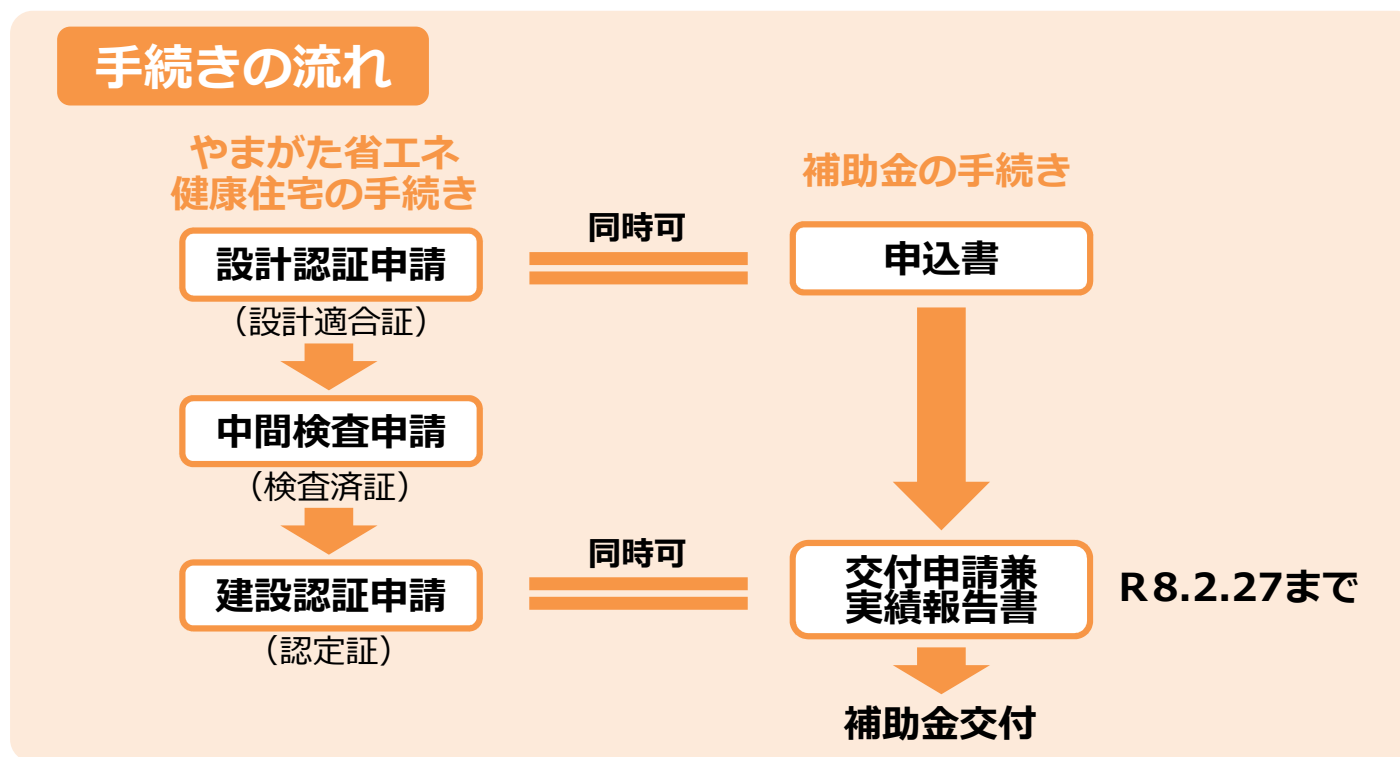 手続きの流れ
やまがた省エネ
健康住宅の手続き
設計認証申請
（設計適合証）
中間検査申請
（検査済証）
建設認証申請
（認定証）
同時可
同時可
補助金の手続き
申込書
交付申請兼
実績報告書
R8.2.27まで
補助金交付